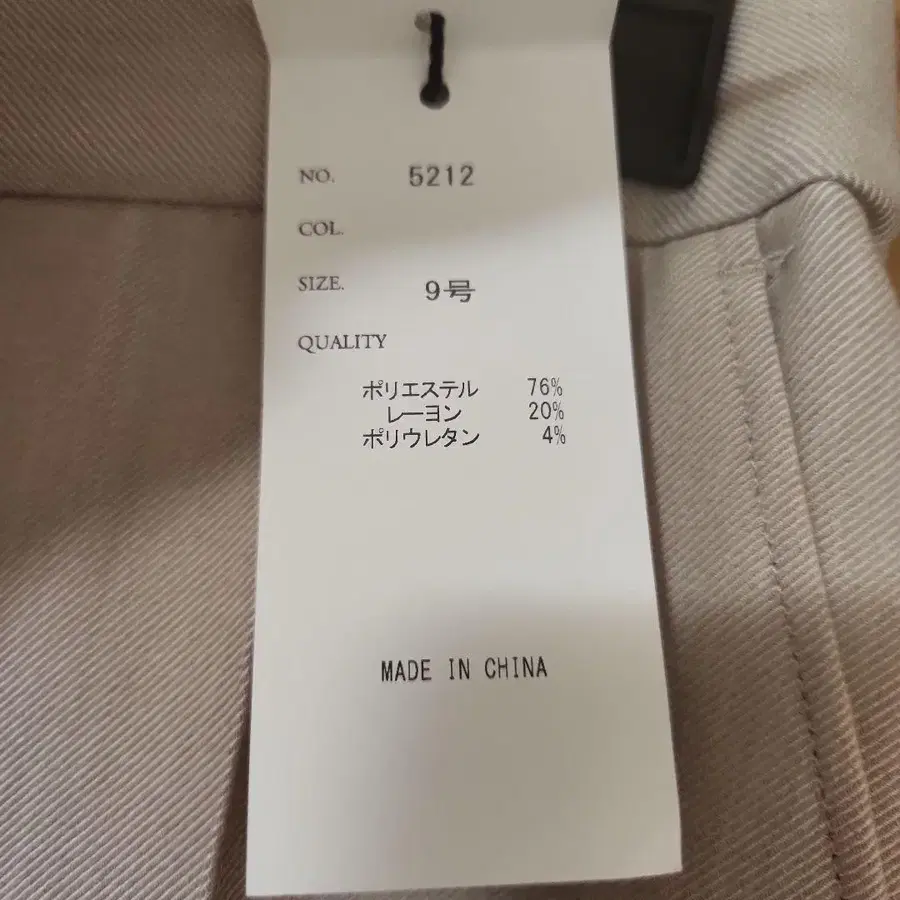 NO. 5212
COL.
SIZE. 9号
QUALITY
ポリエステル 76%
レーヨン 20%
ポリウレタン 4%
MADE IN CHINA